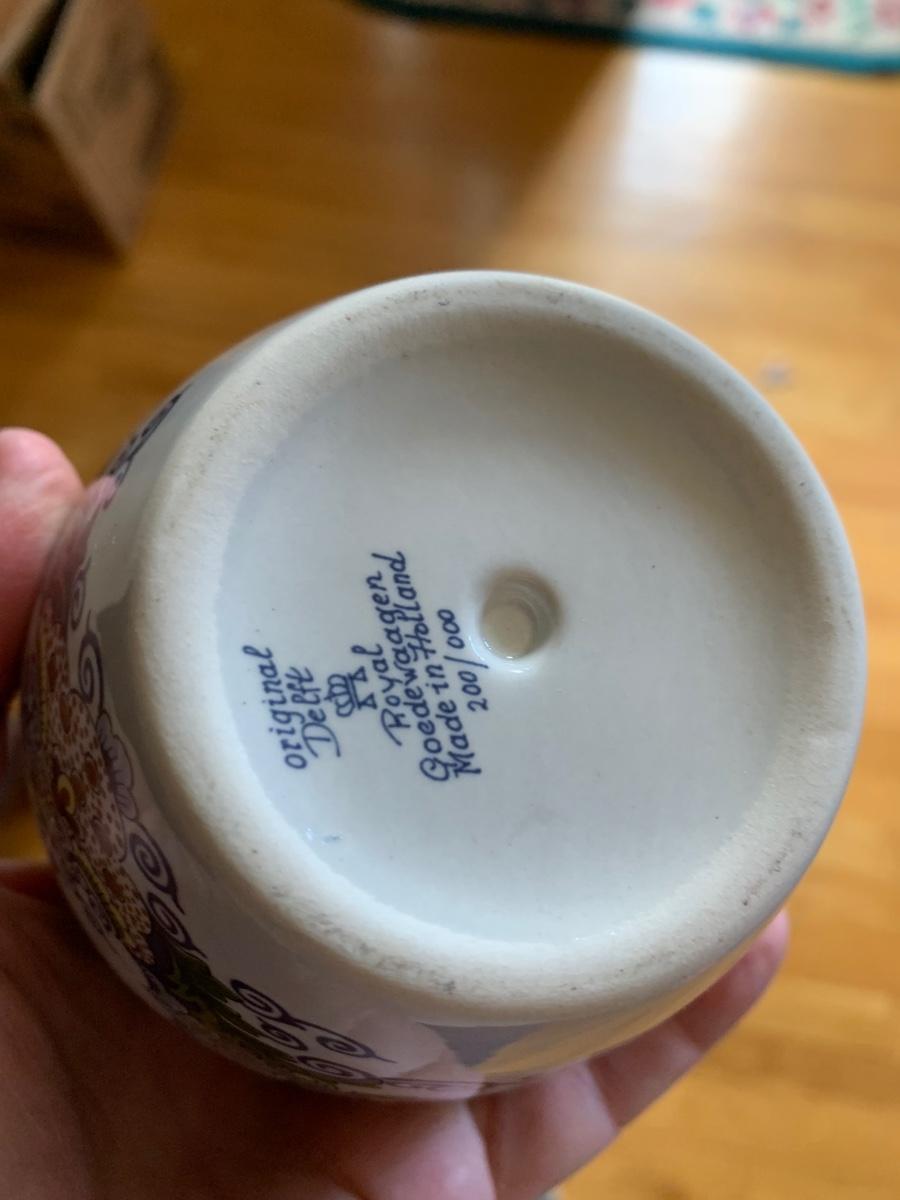 original
Delft
Royal
Goedewaagen
Made in Holland
200/000